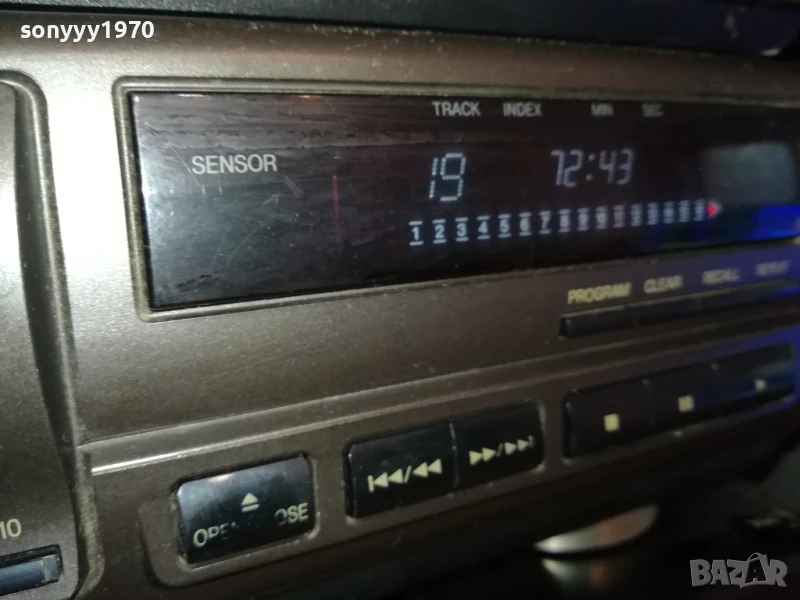 sonyyy1970
TRACK INDEX MIN SEC
SENSOR
19 72:43
1 2 3 4 5 6 7 8 9 10 11 12 13 14 15
PROGRAM CLEAR RECALL REPEAT
OPEN CLOSE
10
BAZAR